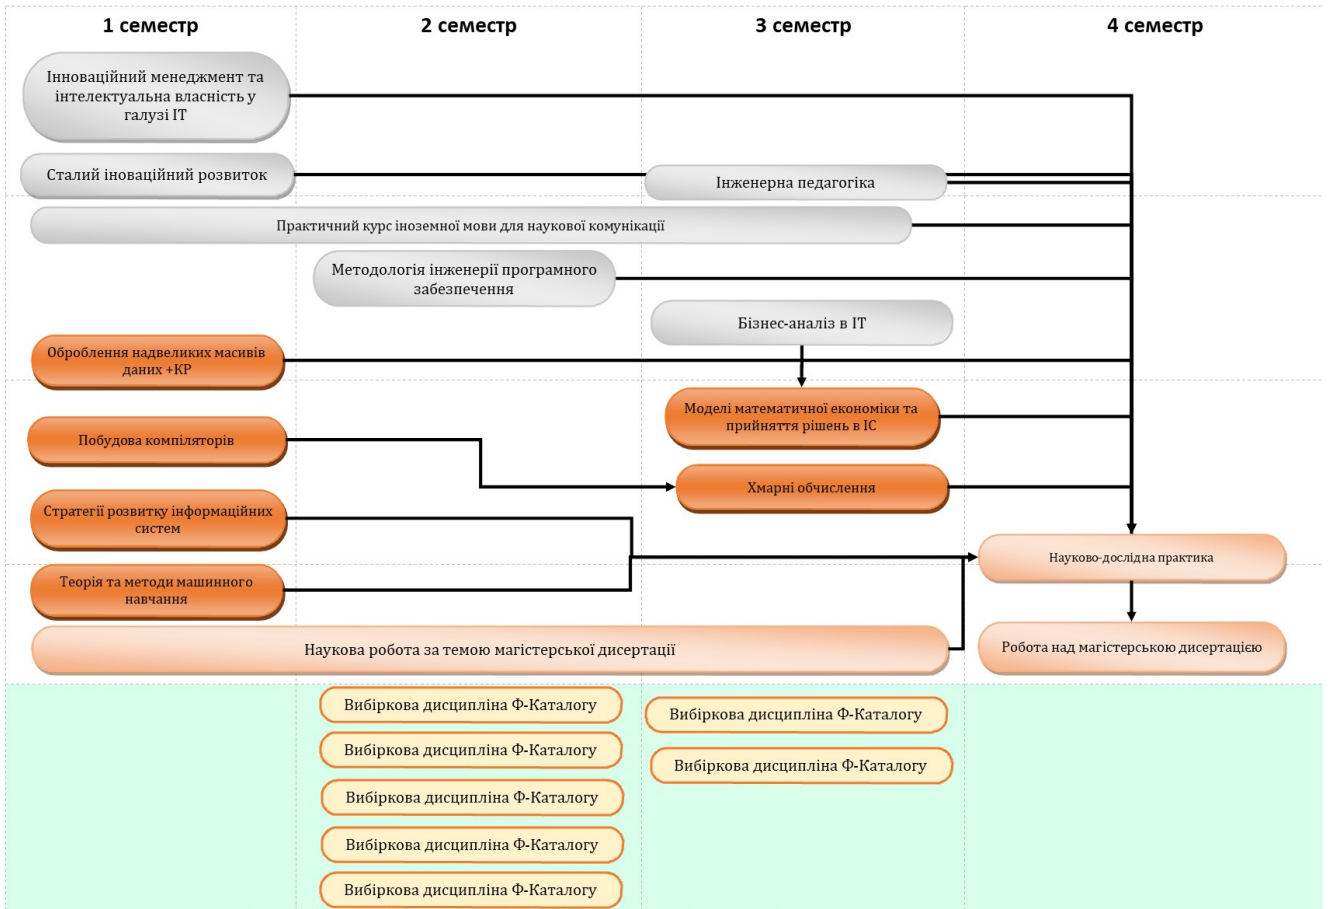 1 семестр
2 семестр
3 семестр
4 семестр
Інноваційний менеджмент та
інтелектуальна власність у
галузі ІТ
Сталий іноваційний розвиток
Інженерна педагогіка
Практичний курс іноземної мови для наукової комунікації
Методологія інженерії програмного
забезпечення
Бізнес-аналіз в ІТ
Оброблення надвеликих масивів
даних +КР
Моделі математичної економіки та
прийняття рішень в ІС
Побудова компіляторів
Хмарні обчислення
Стратегії розвитку інформаційних
систем
Науково-дослідна практика
Теорія та методи машинного
навчання
Наукова робота за темою магістерської дисертації
Робота над магістерською дисертацією
Вибіркова дисципліна Ф-Каталогу
Вибіркова дисципліна Ф-Каталогу
Вибіркова дисципліна Ф-Каталогу
Вибіркова дисципліна Ф-Каталогу
Вибіркова дисципліна Ф-Каталогу
Вибіркова дисципліна Ф-Каталогу
Вибіркова дисципліна Ф-Каталогу